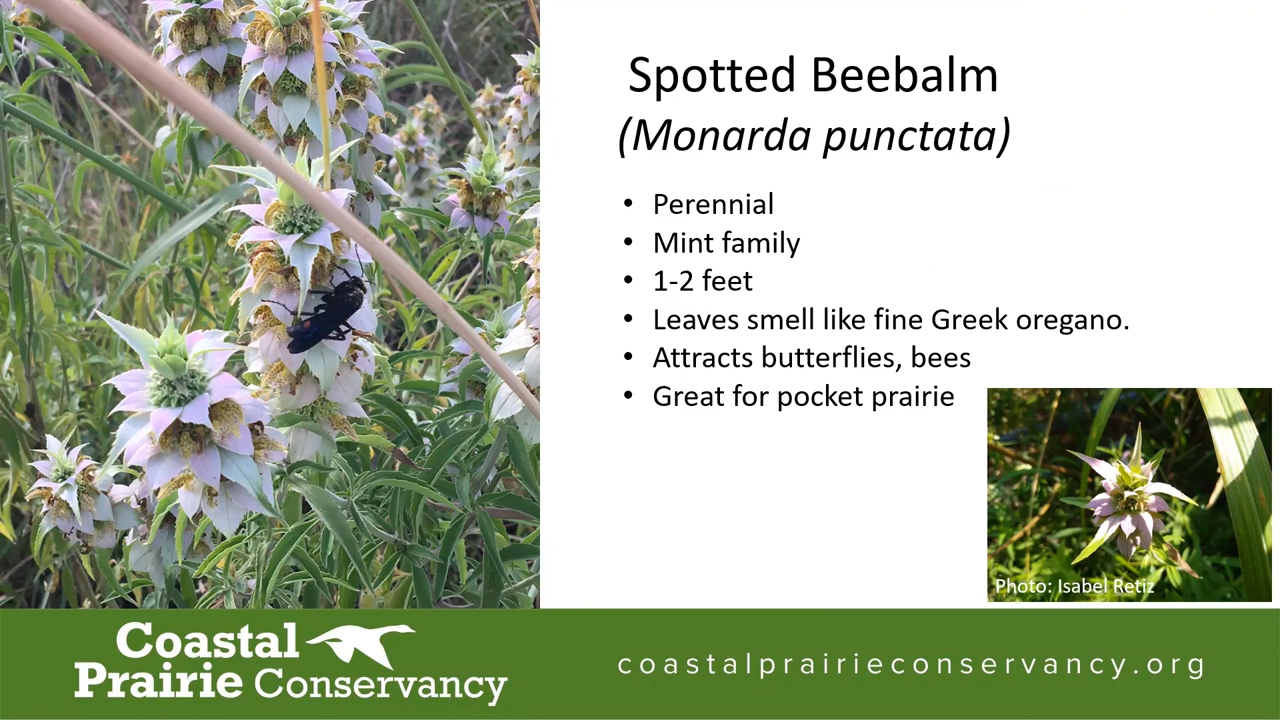 Spotted Beebalm
(Monarda punctata)
• Perennial
• Mint family
• 1-2 feet
• Leaves smell like fine Greek oregano.
• Attracts butterflies, bees
• Great for pocket prairie
Photo: Isabel Retiz
Coastal
Prairie Conservancy
coastalprairieconservancy.org